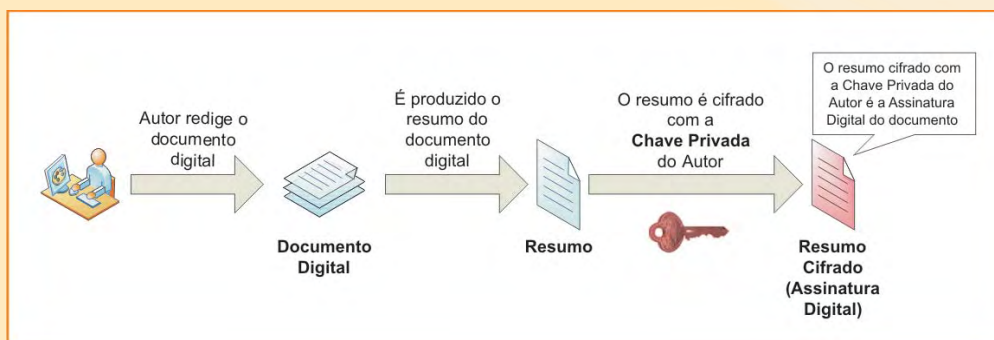 Autor redige o
documento
digital
Documento
Digital
É produzido o
resumo do
documento
digital
Resumo
O resumo é cifrado
com a
Chave Privada
do Autor
Resumo
Cifrado
(Assinatura
Digital)
O resumo cifrado com
a Chave Privada do
Autor é a Assinatura
Digital do documento